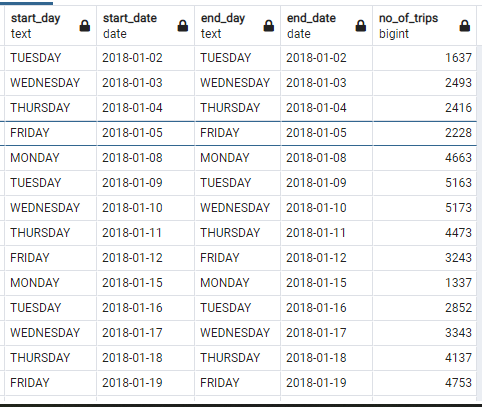 start_day start_date end_day end_date no_of_trips
text date text date bigint
TUESDAY 2018-01-02 TUESDAY 2018-01-02 1637
WEDNESDAY 2018-01-03 WEDNESDAY 2018-01-03 2493
THURSDAY 2018-01-04 THURSDAY 2018-01-04 2416
FRIDAY 2018-01-05 FRIDAY 2018-01-05 2228
MONDAY 2018-01-08 MONDAY 2018-01-08 4663
TUESDAY 2018-01-09 TUESDAY 2018-01-09 5163
WEDNESDAY 2018-01-10 WEDNESDAY 2018-01-10 5173
THURSDAY 2018-01-11 THURSDAY 2018-01-11 4473
FRIDAY 2018-01-12 FRIDAY 2018-01-12 3243
MONDAY 2018-01-15 MONDAY 2018-01-15 1337
TUESDAY 2018-01-16 TUESDAY 2018-01-16 2852
WEDNESDAY 2018-01-17 WEDNESDAY 2018-01-17 3343
THURSDAY 2018-01-18 THURSDAY 2018-01-18 4137
FRIDAY 2018-01-19 FRIDAY 2018-01-19 4753